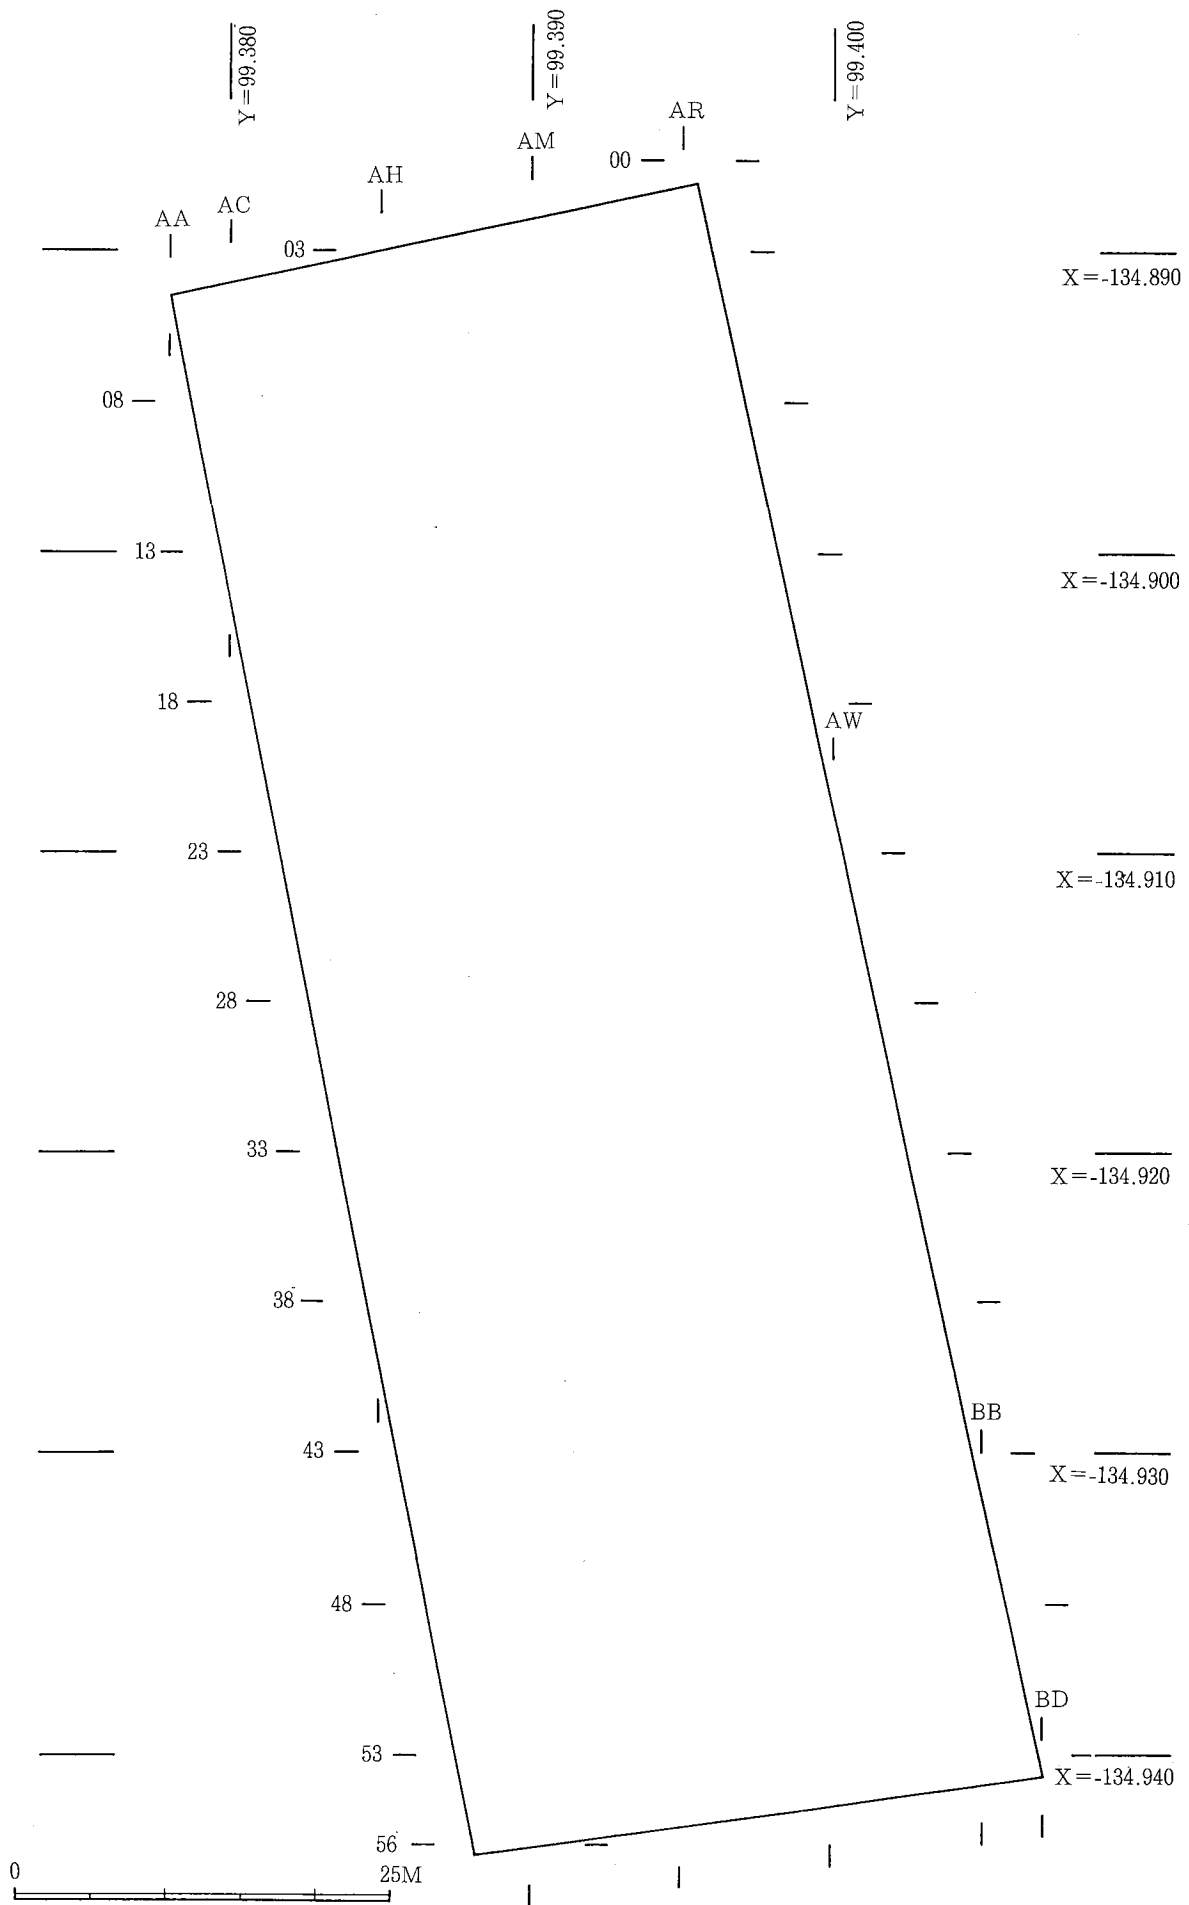 Y=99.380
Y=99.390
Y=99.400
AR
AM
00
AH
AC
AA
03
X=-134.890
08
13
X=-134.900
18
AW
23
X=-134.910
28
33
X=-134.920
38
BB
43
X=-134.930
48
BD
53
X=-134.940
56
0
25M